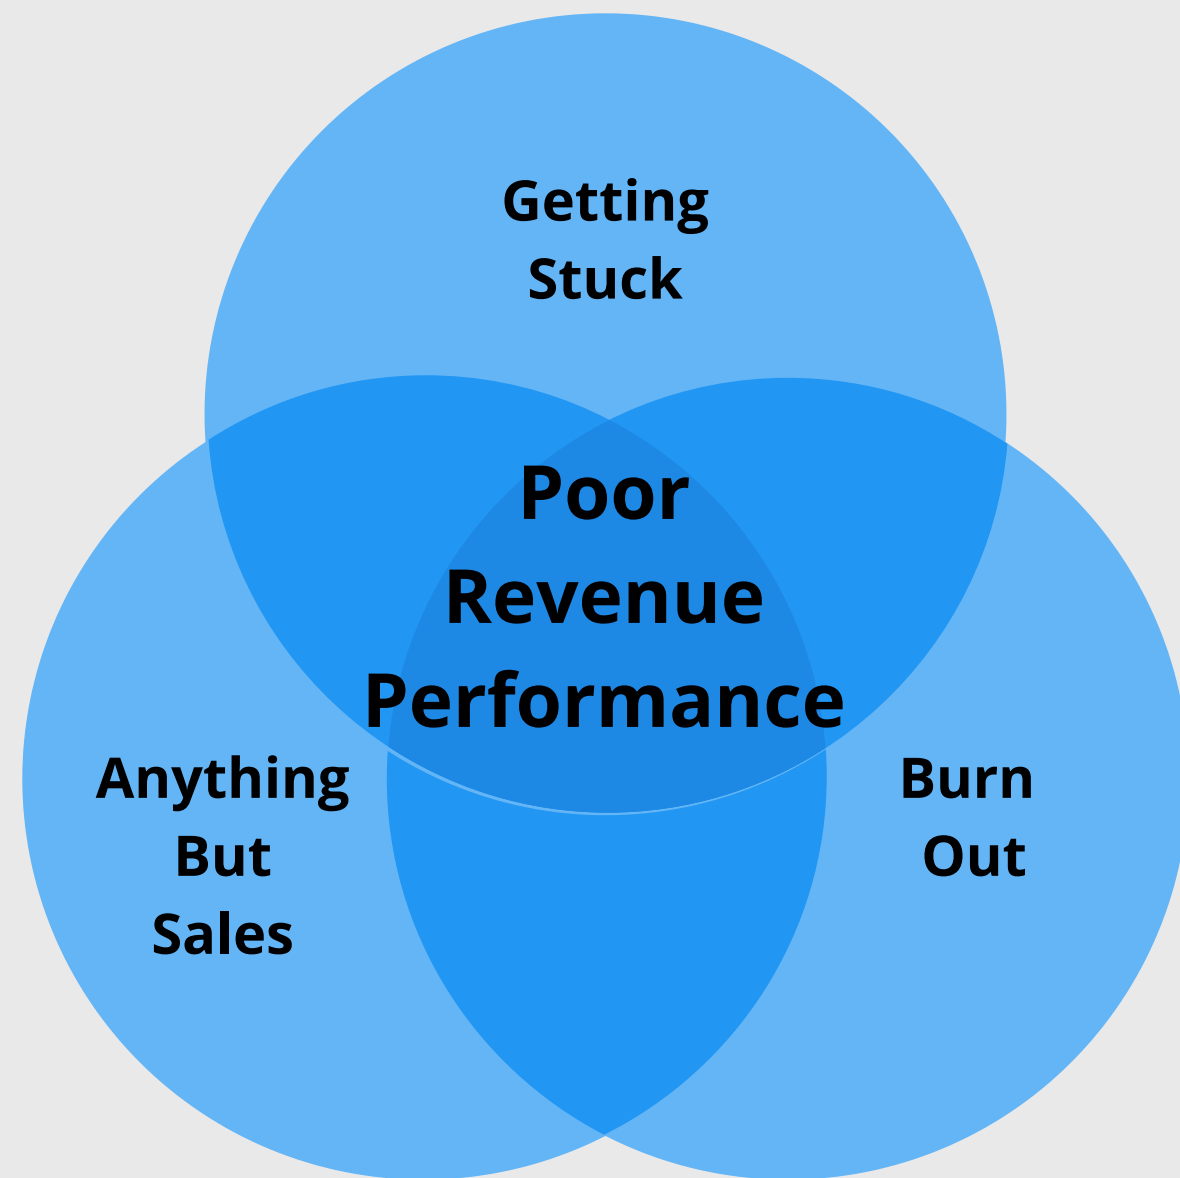 Getting
Stuck
Poor
Revenue
Performance
Anything
But
Sales
Burn
Out